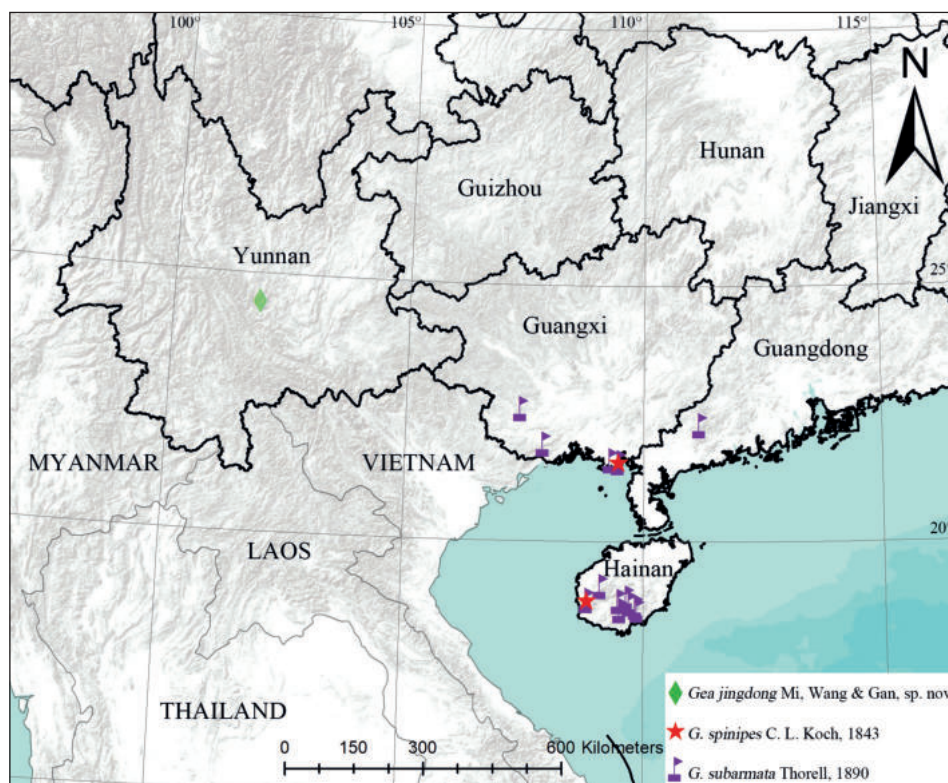 100°
105°
110°
115°
N
Hunan
Guizhou
Jiangxi
Yunnan
25°
Guangxi
Guangdong
MYANMAR
VIETNAM
LAOS
20°
Hainan
THAILAND
Gea jingdong Mi, Wang & Gan, sp. nov
G. spinipes C. L. Koch, 1843
G. subarmata Thorell, 1890
0 150 300 600 Kilometers